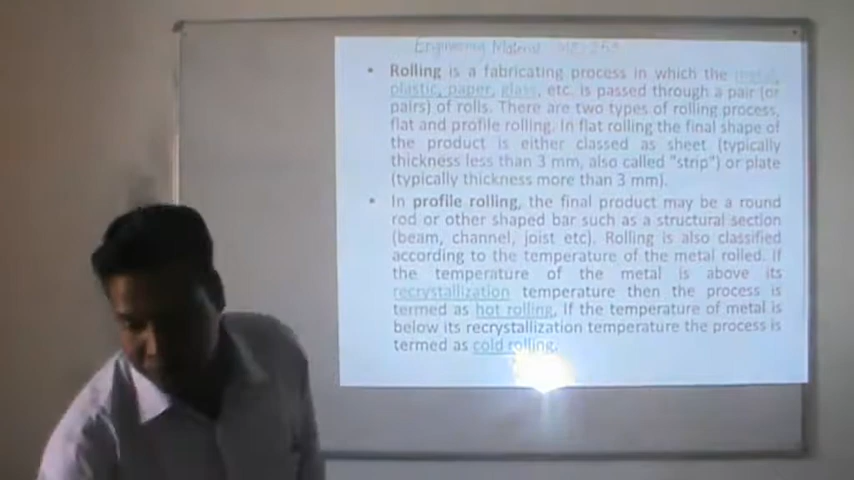 Engineering Material ME-253
• Rolling is a fabricating process in which the metal,
plastic, paper, glass, etc. is passed through a pair (or
pairs) of rolls. There are two types of rolling process,
flat and profile rolling. In flat rolling the final shape of
the product is either classed as sheet (typically
thickness less than 3 mm, also called "strip") or plate
(typically thickness more than 3 mm).
• In profile rolling, the final product may be a round
rod or other shaped bar such as a structural section
(beam, channel, joist etc). Rolling is also classified
according to the temperature of the metal rolled. If
the temperature of the metal is above its
recrystallization temperature then the process is
termed as hot rolling. If the temperature of metal is
below its recrystallization temperature the process is
termed as cold rolling.